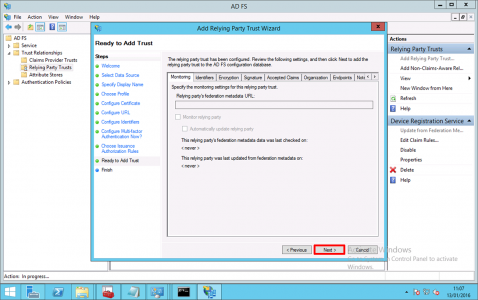 AD FS
File Action View Window Help
AD FS
Service
Trust Relationships
Claims Provider Trusts
Relying Party Trusts
Attribute Stores
Authentication Policies
Add Relying Party Trust Wizard
Ready to Add Trust
Steps
Welcome
Select Data Source
Specify Display Name
Choose Profile
Configure Certificate
Configure URL
Configure Identifiers
Configure Multi-factor
Authentication Now?
Choose Issuance
Authorization Rules
Ready to Add Trust
Finish
The relying party trust has been configured. Review the following settings, and then click Next to add the
relying party trust to the AD FS configuration database.
Monitoring Identifiers Encryption Signature Accepted Claims Organization Endpoints
Specify the monitoring settings for this relying party trust.
Relying party's federation metadata URL:
Monitor relying party
Automatically update relying party
This relying party's federation metadata data was last checked on:
< never >
This relying party was last updated from federation metadata on:
< never >
< Previous
Next >
Cancel
Actions
Relying Party Trusts
Add Relying Party Trust...
Add Non-Claims-Aware Rel...
View
New Window from Here
Refresh
Help
Device Registration Service
Update from Federation Me...
Edit Claim Rules...
Disable
Properties
Delete
Help
Windows
Control Panel to activate
Windows.
Action: In progress...
11:07
13/01/2016